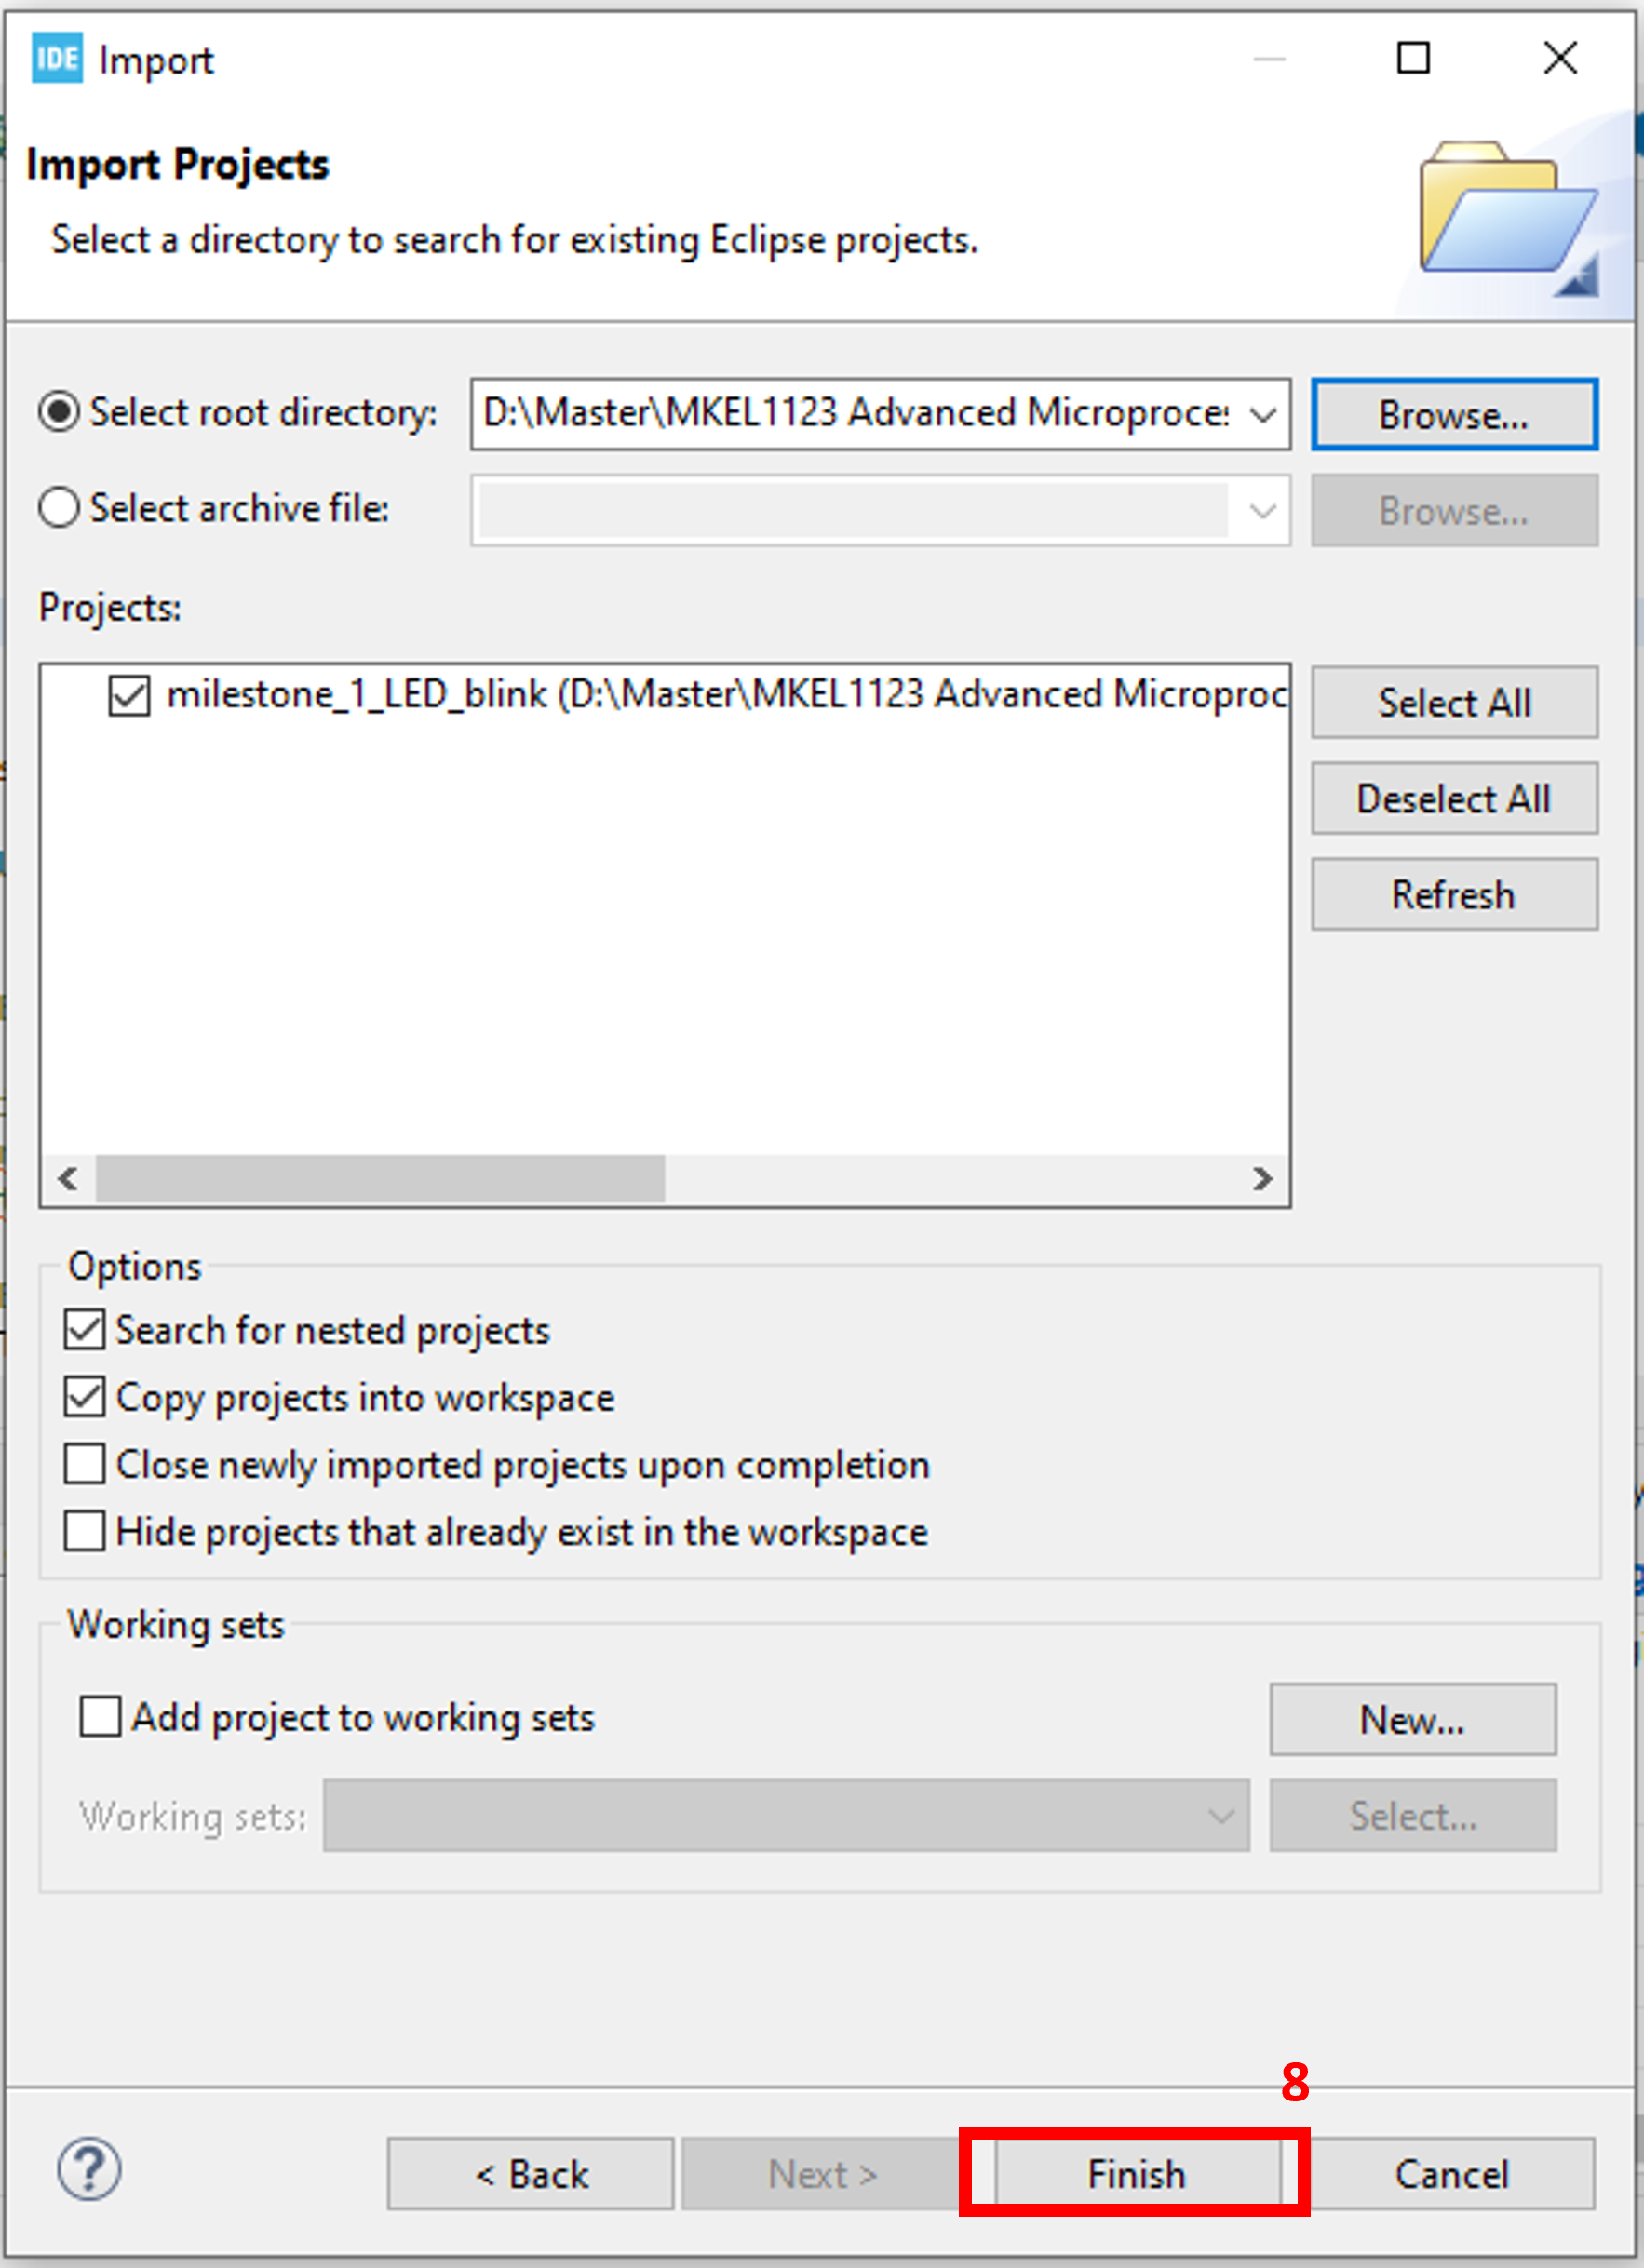 IDE Import
Import Projects
Select a directory to search for existing Eclipse projects.
Select root directory: D:\Master\MKEL1123 Advanced Microproces Browse...
Select archive file: Browse...
Projects:
milestone_1_LED_blink (D:\Master\MKEL1123 Advanced Microproc
Select All
Deselect All
Refresh
Options
Search for nested projects
Copy projects into workspace
Close newly imported projects upon completion
Hide projects that already exist in the workspace
Working sets
Add project to working sets New...
Working sets: Select...
8
? < Back Next > Finish Cancel